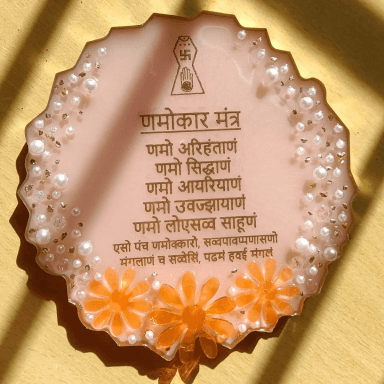 णमोकार मंत्र
णमो अरिहंताणं
णमो सिद्धाणं
णमो आयरियाणं
णमो उवज्झायाणं
णमो लोएसव्व साहूणं
एसो पंच णमोक्कारो, सव्वपावप्पणासणो
मंगलाणं च सव्वेसिं, पढमं हवई मंगलं